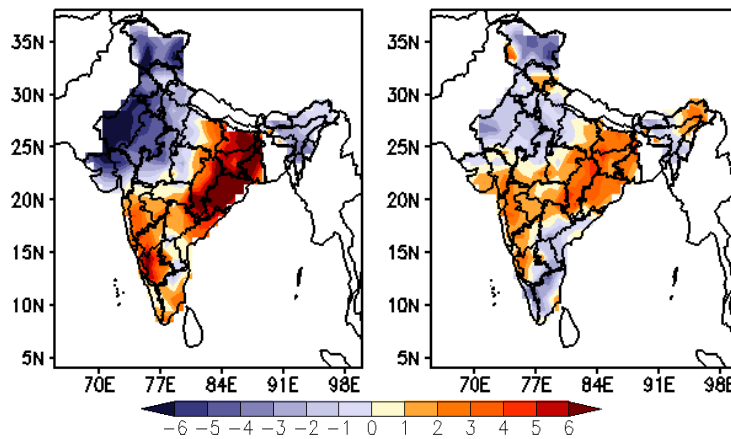 35N 35N
30N 30N
25N 25N
20N 20N
15N 15N
10N 10N
5N 5N
70E 77E 84E 91E 98E 70E 77E 84E 91E 98E
-6 -5 -4 -3 -2 -1 0 1 2 3 4 5 6